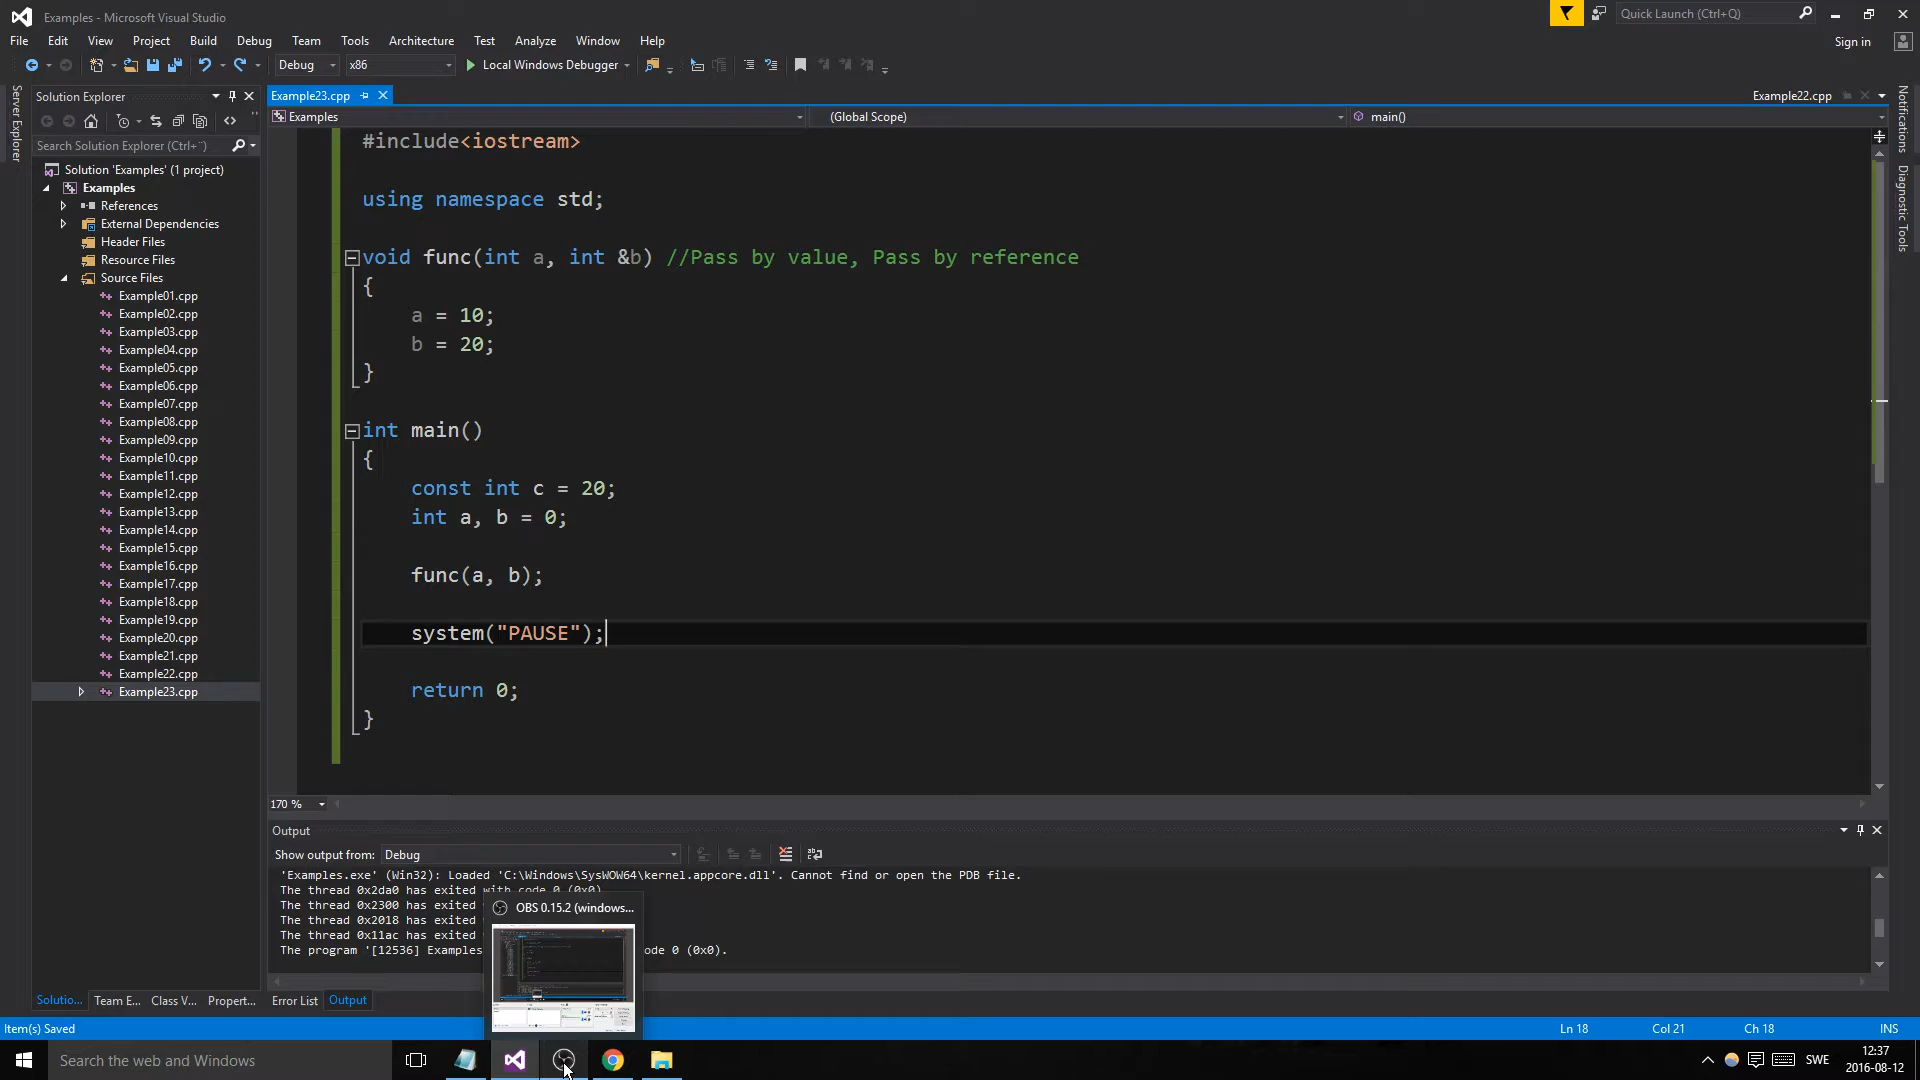 Examples - Microsoft Visual Studio
Quick Launch (Ctrl+Q)
File Edit View Project Build Debug Team Tools Architecture Test Analyze Window Help
Sign in
Debug x86 Local Windows Debugger
Server Explorer
Solution Explorer
Example23.cpp
Example22.cpp
Notifications
Diagnostic Tools
Examples
(Global Scope)
main()
Search Solution Explorer (Ctrl+¨)
Solution 'Examples' (1 project)
Examples
References
External Dependencies
Header Files
Resource Files
Source Files
Example01.cpp
Example02.cpp
Example03.cpp
Example04.cpp
Example05.cpp
Example06.cpp
Example07.cpp
Example08.cpp
Example09.cpp
Example10.cpp
Example11.cpp
Example12.cpp
Example13.cpp
Example14.cpp
Example15.cpp
Example16.cpp
Example17.cpp
Example18.cpp
Example19.cpp
Example20.cpp
Example21.cpp
Example22.cpp
Example23.cpp
#include<iostream>
using namespace std;
void func(int a, int &b) //Pass by value, Pass by reference
{
a = 10;
b = 20;
}
int main()
{
const int c = 20;
int a, b = 0;
func(a, b);
system("PAUSE");
return 0;
}
170 %
Output
Show output from: Debug
'Examples.exe' (Win32): Loaded 'C:\Windows\SysWOW64\kernel.appcore.dll'. Cannot find or open the PDB file.
The thread 0x2da0 has exited with code 0 (0x0).
The thread 0x2300 has exited
The thread 0x2018 has exited
The thread 0x11ac has exited
The program '[12536] Examples ode 0 (0x0).
OBS 0.15.2 (windows...
Solutio... Team E... Class V... Propert... Error List Output
Item(s) Saved
Ln 18 Col 21 Ch 18 INS
Search the web and Windows
SWE
12:37
2016-08-12